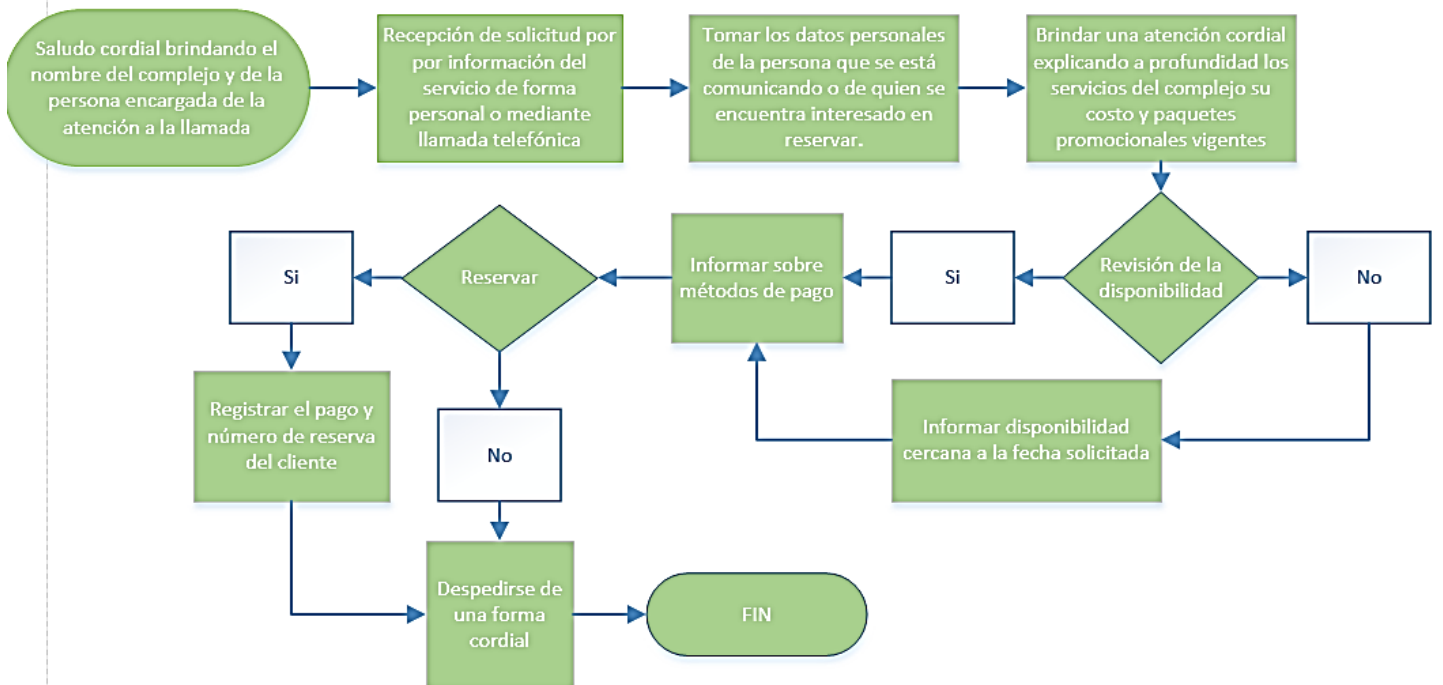 Saludo cordial brindando el
nombre del complejo y de la
persona encargada de la
atención a la llamada
Recepción de solicitud por
por información del
servicio de forma
personal o mediante
llamada telefónica
Tomar los datos personales
de la persona que se está
comunicando o de quien se
encuentra interesado en
reservar.
Brindar una atención cordial
explicando a profundidad los
servicios del complejo su
costo y paquetes
promocionales vigentes
Revisión de la
disponibilidad
No
Si
Informar sobre
métodos de pago
Reservar
Si
Informar disponibilidad
cercana a la fecha solicitada
Registrar el pago y
número de reserva
del cliente
No
Despedirse de
una forma
cordial
FIN